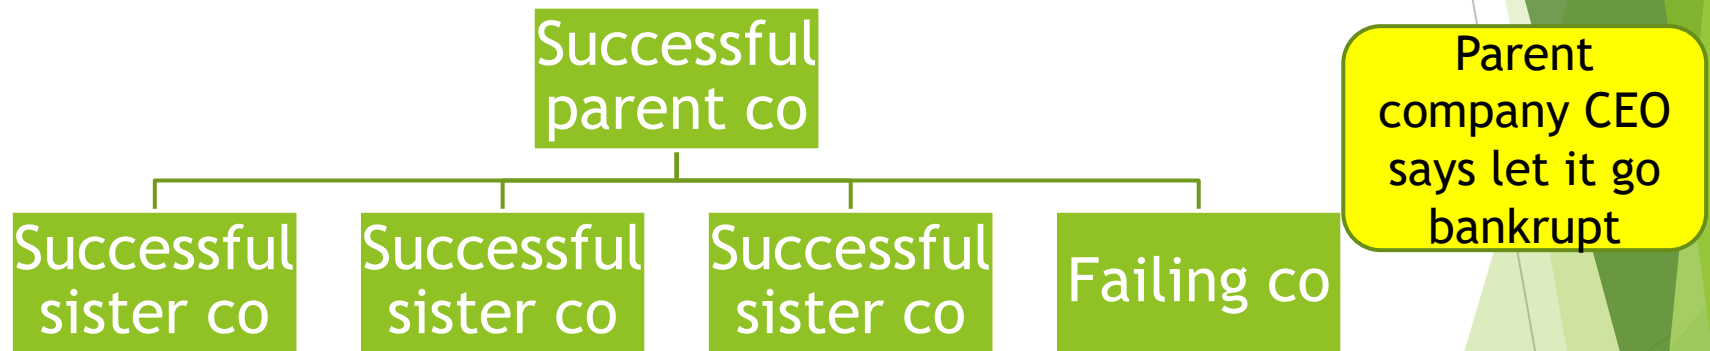 Successful
parent co
Parent
company CEO
says let it go
bankrupt
Successful
sister co
Successful
sister co
Successful
sister co
Failing co